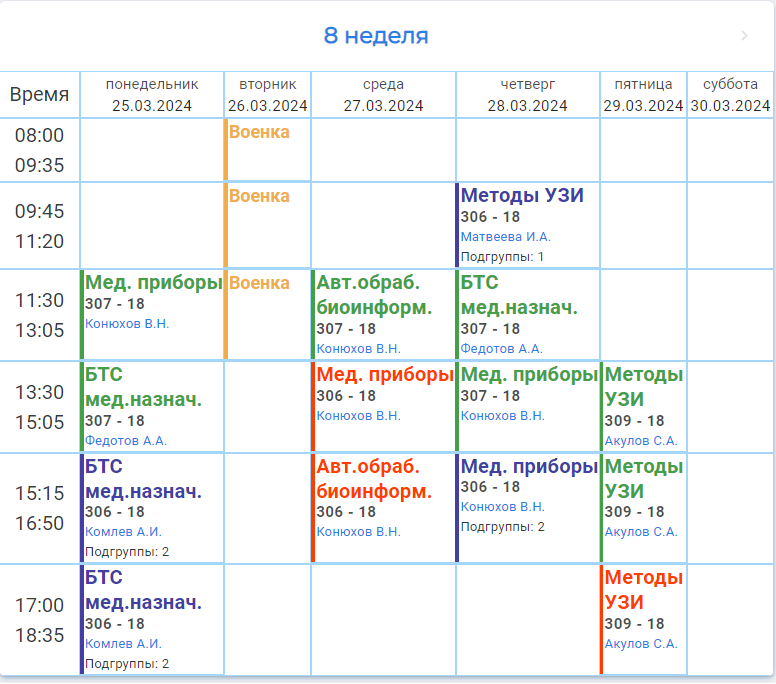 8 неделя
Время
понедельник
25.03.2024
вторник
26.03.2024
среда
27.03.2024
четверг
28.03.2024
пятница
29.03.2024
суббота
30.03.2024
08:00
09:35
Военка
09:45
11:20
Военка
Методы УЗИ
306 - 18
Матвеева И.А.
Подгруппы: 1
11:30
13:05
Мед. приборы
307 - 18
Конюхов В.Н.
Военка
Авт.обраб.
биоинформ.
307 - 18
Конюхов В.Н.
БТС
мед.назнач.
307 - 18
Федотов А.А.
13:30
15:05
БТС
мед.назнач.
307 - 18
Федотов А.А.
Мед. приборы
306 - 18
Конюхов В.Н.
Мед. приборы
307 - 18
Конюхов В.Н.
Методы
УЗИ
309 - 18
Акулов С.А.
15:15
16:50
БТС
мед.назнач.
306 - 18
Комлев А.И.
Подгруппы: 2
Авт.обраб.
биоинформ.
306 - 18
Конюхов В.Н.
Мед. приборы
306 - 18
Конюхов В.Н.
Подгруппы: 2
Методы
УЗИ
309 - 18
Акулов С.А.
17:00
18:35
БТС
мед.назнач.
306 - 18
Комлев А.И.
Подгруппы: 2
Методы
УЗИ
309 - 18
Акулов С.А.